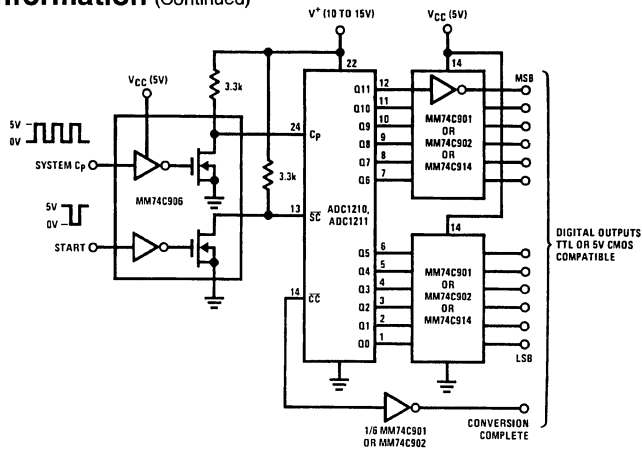 nformation (Continued)
V+ (10 TO 15V)
VCC (5V)
22
14
MSB
VCC (5V)
3.3k
Q11
12
Q10
11
MM74C901
OR
MM74C902
OR
MM74C914
5V
0V
24
CP
Q9
10
Q8
9
SYSTEM CP
Q7
8
3.3k
Q6
7
MM74C906
5V
0V
13
SC
ADC1210,
ADC1211
14
START
Q5
6
Q4
5
MM74C901
OR
MM74C902
OR
MM74C914
DIGITAL OUTPUTS
TTL OR 5V CMOS
COMPATIBLE
14
CC
Q3
4
Q2
3
Q1
2
Q0
1
LSB
1/6 MM74C901
OR MM74C902
CONVERSION
COMPLETE